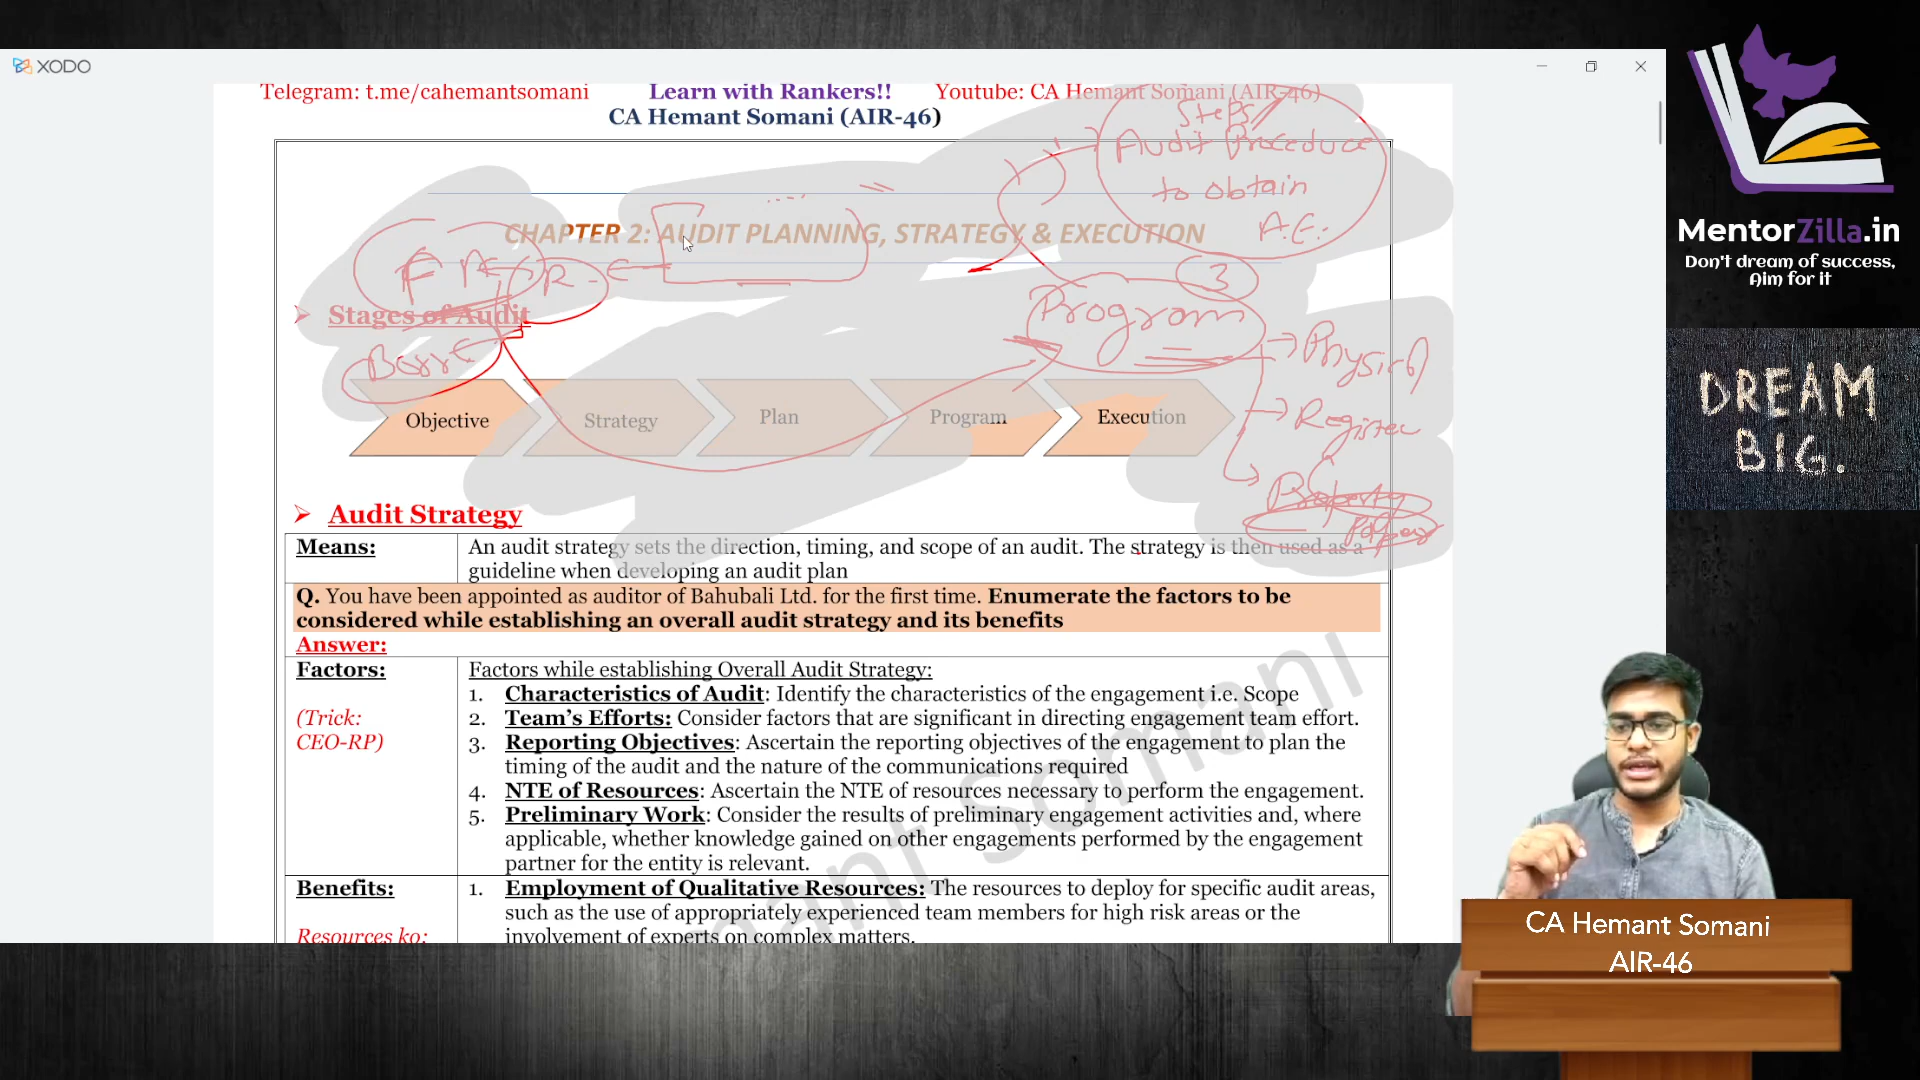 XODO
Telegram: t.me/cahemantsomani
Learn with Rankers!!
Youtube: CA Hemant Somani (AIR-46)
CA Hemant Somani (AIR-46)
Steps/
Audit Procedure
to obtain
A.E.
CHAPTER 2: AUDIT PLANNING, STRATEGY & EXECUTION
3
Program
Stages of Audit
Physical
Register
Papers
Objective
Strategy
Plan
Program
Execution
➢ Audit Strategy
Means:
An audit strategy sets the direction, timing, and scope of an audit. The strategy is then used as a
guideline when developing an audit plan
Q. You have been appointed as auditor of Bahubali Ltd. for the first time. Enumerate the factors to be
considered while establishing an overall audit strategy and its benefits
Answer:
Factors:
(Trick:
CEO-RP)
Factors while establishing Overall Audit Strategy:
1. Characteristics of Audit: Identify the characteristics of the engagement i.e. Scope
2. Team's Efforts: Consider factors that are significant in directing engagement team effort.
3. Reporting Objectives: Ascertain the reporting objectives of the engagement to plan the
timing of the audit and the nature of the communications required
4. NTE of Resources: Ascertain the NTE of resources necessary to perform the engagement.
5. Preliminary Work: Consider the results of preliminary engagement activities and, where
applicable, whether knowledge gained on other engagements performed by the engagement
partner for the entity is relevant.
Benefits:
Resources ko:
1. Employment of Qualitative Resources: The resources to deploy for specific audit areas,
such as the use of appropriately experienced team members for high risk areas or the
involvement of experts on complex matters.
mant Somani
MentorZilla.in
Don't dream of success,
Aim for it
DREAM
BIG.
CA Hemant Somani
AIR-46